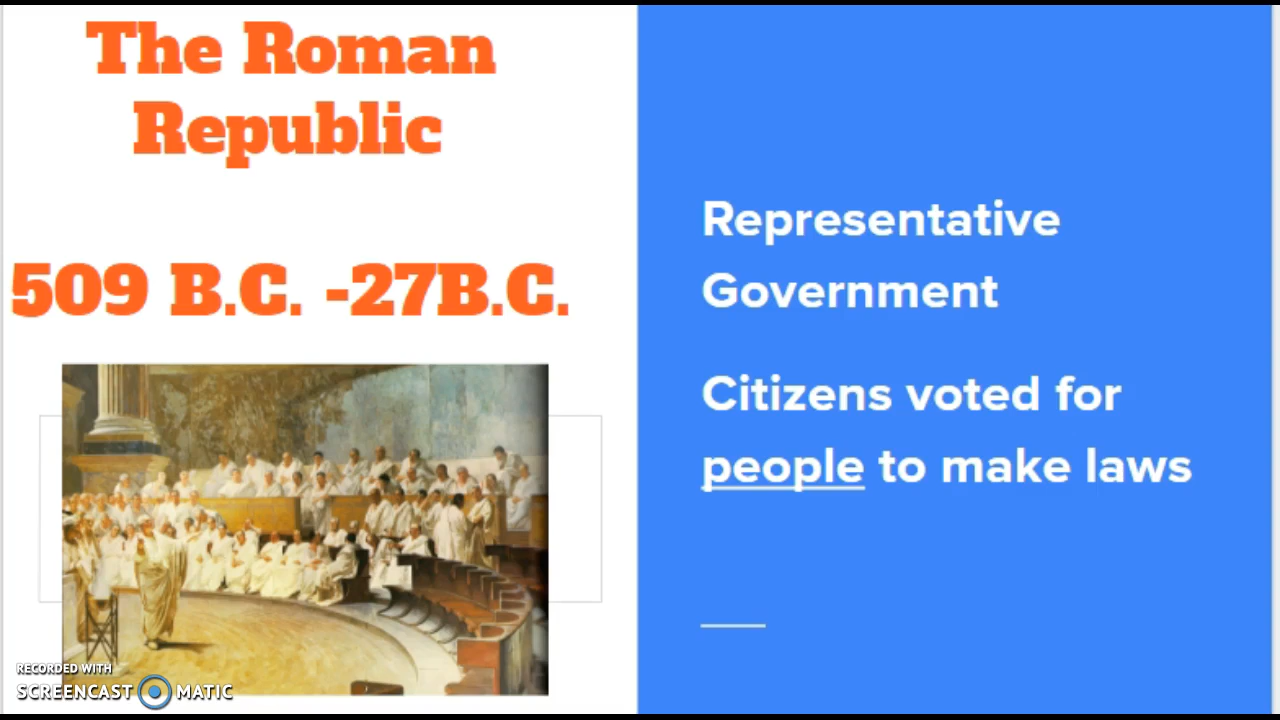 The Roman
Republic
509 B.C. -27B.C.
Representative
Government
Citizens voted for
people to make laws
RECORDED WITH
SCREENCAST MATIC